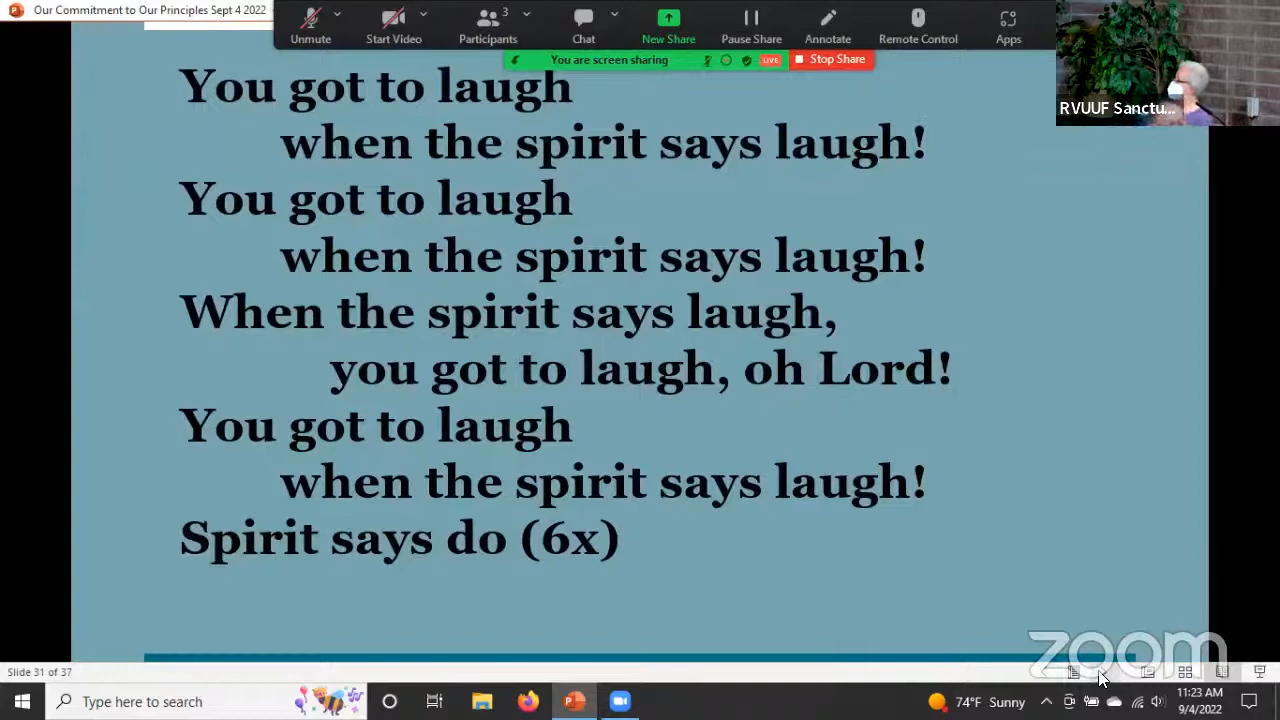 Our Commitment to Our Principles Sept 4 2022
3
Unmute
Start Video
Participants
Chat
New Share
Pause Share
Annotate
Remote Control
Apps
You are screen sharing
LIVE
Stop Share
RVUUF Sanctu...
You got to laugh
when the spirit says laugh!
You got to laugh
when the spirit says laugh!
When the spirit says laugh,
you got to laugh, oh Lord!
You got to laugh
when the spirit says laugh!
Spirit says do (6x)
zoom
Slide 31 of 37
Type here to search
74°F Sunny
11:23 AM
9/4/2022